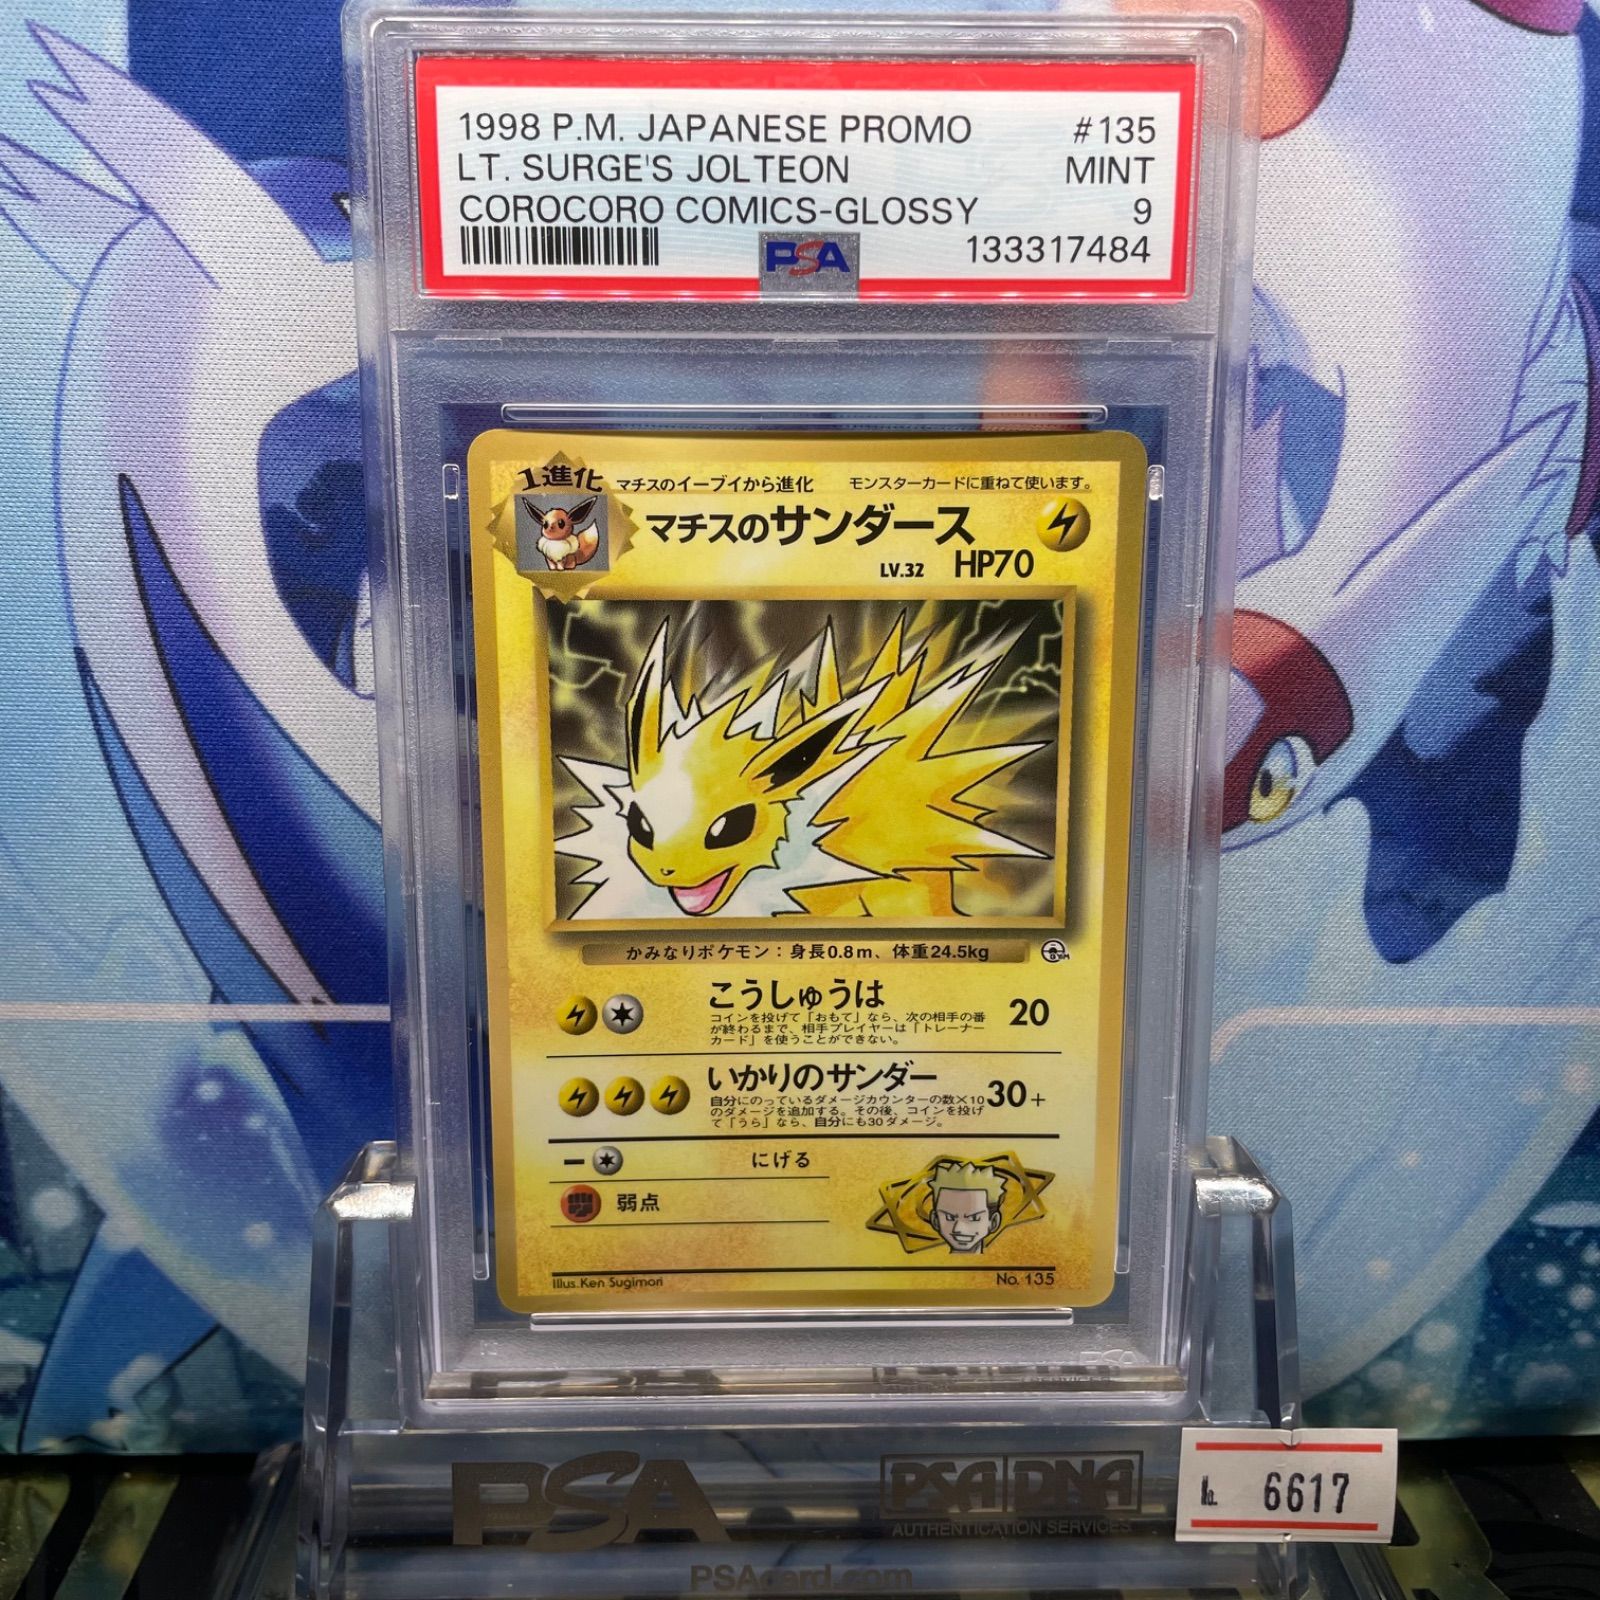 1998 P.M. JAPANESE PROMO #135
LT. SURGE'S JOLTEON MINT
COROCORO COMICS-GLOSSY 9
PSA 133317484
1進化 マチスのイーブイから進化 モンスターカードに重ねて使います。
マチスのサンダース
LV.32 HP70
かみなりポケモン：身長0.8m、体重24.5kg
こうしゅうは 20
コインを投げて「おもて」なら、次の相手の番
が終わるまで、相手プレイヤーは「トレーナー
カード」を使うことができない。
いかりのサンダー 30+
自分にのっているダメージカウンターの数×10
のダメージを追加する。その後、コインを投げ
て「うら」なら、自分にも30ダメージ。
にげる
弱点
Illus. Ken Sugimori No. 135
PSA PSA DNA
AUTHENTICATION SERVICES
PSAcard.com
No. 6617